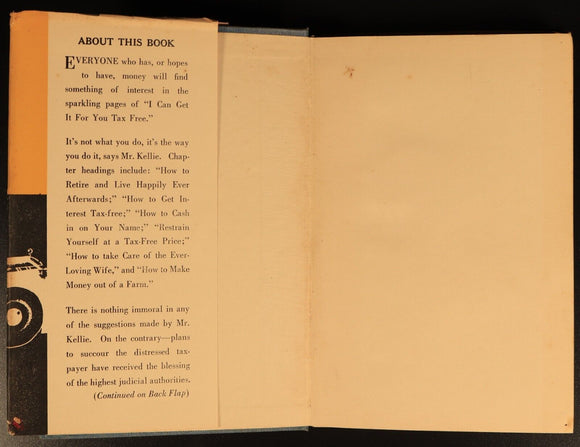 ABOUT THIS BOOK
EVERYONE who has, or hopes
to have, money will find
something of interest in the
sparkling pages of "I Can Get
It For You Tax Free."
It's not what you do, it's the way
you do it, says Mr. Kellie. Chap-
ter headings include: "How to
Retire and Live Happily Ever
Afterwards;" "How to Get In-
terest Tax-free;" "How to Cash
in on Your Name;" "Restrain
Yourself at a Tax-Free Price;"
"How to take Care of the Ever-
Loving Wife," and "How to Make
Money out of a Farm."
There is nothing immoral in any
of the suggestions made by Mr.
Kellie. On the contrary—plans
to succour the distressed tax-
payer have received the blessing
of the highest judicial authorities.
(Continued on Back Flap)